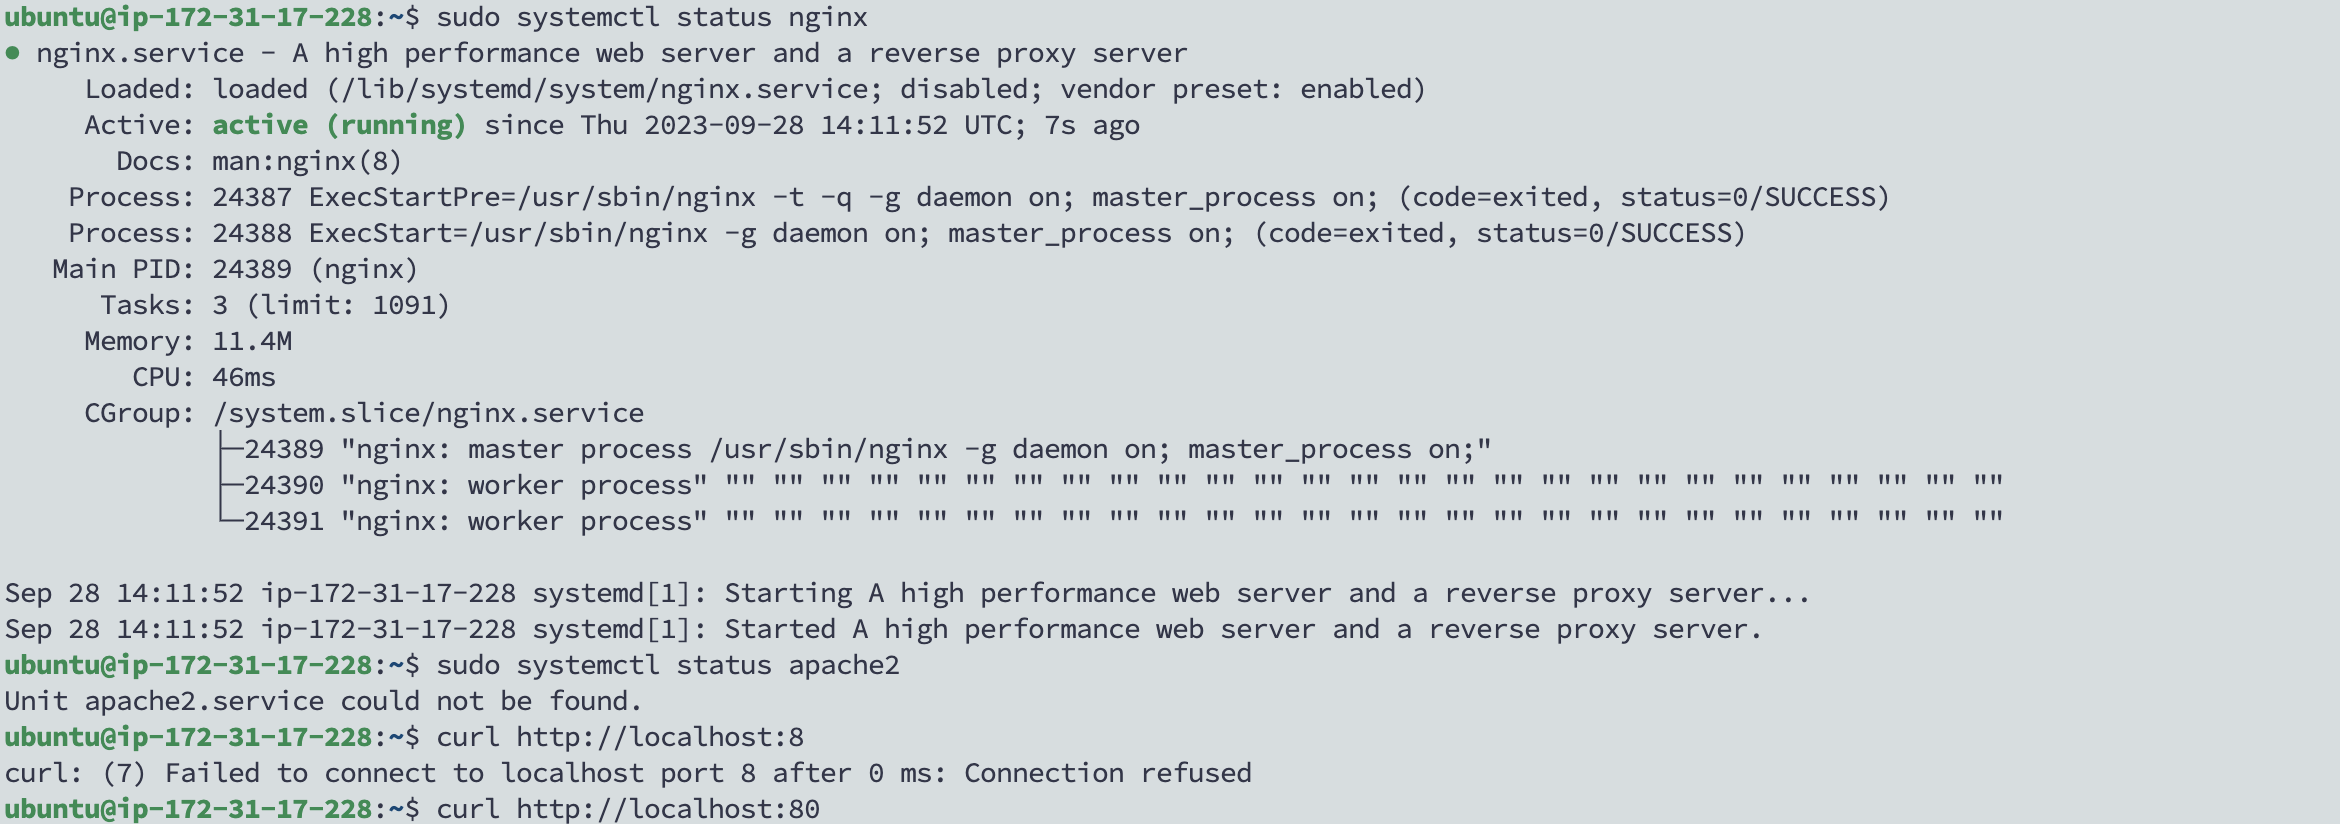 ubuntu@ip-172-31-17-228:~$ sudo systemctl status nginx
● nginx.service - A high performance web server and a reverse proxy server
     Loaded: loaded (/lib/systemd/system/nginx.service; disabled; vendor preset: enabled)
     Active: active (running) since Thu 2023-09-28 14:11:52 UTC; 7s ago
       Docs: man:nginx(8)
    Process: 24387 ExecStartPre=/usr/sbin/nginx -t -q -g daemon on; master_process on; (code=exited, status=0/SUCCESS)
    Process: 24388 ExecStart=/usr/sbin/nginx -g daemon on; master_process on; (code=exited, status=0/SUCCESS)
   Main PID: 24389 (nginx)
      Tasks: 3 (limit: 1091)
     Memory: 11.4M
        CPU: 46ms
     CGroup: /system.slice/nginx.service
             ├─24389 "nginx: master process /usr/sbin/nginx -g daemon on; master_process on;"
             ├─24390 "nginx: worker process" "" "" "" "" "" "" "" "" "" "" "" "" "" "" "" "" "" "" "" "" "" "" "" "" "" "" ""
             └─24391 "nginx: worker process" "" "" "" "" "" "" "" "" "" "" "" "" "" "" "" "" "" "" "" "" "" "" "" "" "" "" ""

Sep 28 14:11:52 ip-172-31-17-228 systemd[1]: Starting A high performance web server and a reverse proxy server...
Sep 28 14:11:52 ip-172-31-17-228 systemd[1]: Started A high performance web server and a reverse proxy server.
ubuntu@ip-172-31-17-228:~$ sudo systemctl status apache2
Unit apache2.service could not be found.
ubuntu@ip-172-31-17-228:~$ curl http://localhost:8
curl: (7) Failed to connect to localhost port 8 after 0 ms: Connection refused
ubuntu@ip-172-31-17-228:~$ curl http://localhost:80